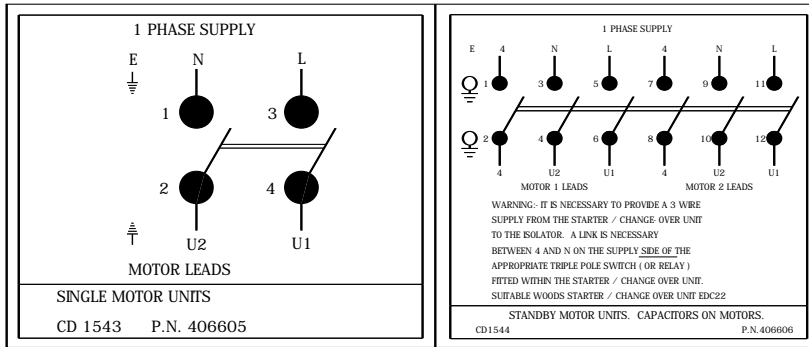 1 PHASE SUPPLY
E N L
1 3
2 4
U2 U1
MOTOR LEADS
SINGLE MOTOR UNITS
CD 1543 P.N. 406605
1 PHASE SUPPLY
E 4 N L 4 N L
1 3 5 7 9 11
2 4 6 8 10 12
4 U2 U1 4 U2 U1
MOTOR 1 LEADS MOTOR 2 LEADS
WARNING:- IT IS NECESSARY TO PROVIDE A 3 WIRE
SUPPLY FROM THE STARTER / CHANGE- OVER UNIT
TO THE ISOLATOR. A LINK IS NECESSARY
BETWEEN 4 AND N ON THE SUPPLY SIDE OF THE
APPROPRIATE TRIPLE POLE SWITCH ( OR RELAY )
FITTED WITHIN THE STARTER / CHANGE OVER UNIT.
SUITABLE WOODS STARTER / CHANGE OVER UNIT EDC22
STANDBY MOTOR UNITS. CAPACITORS ON MOTORS.
CD1544 P.N.406606